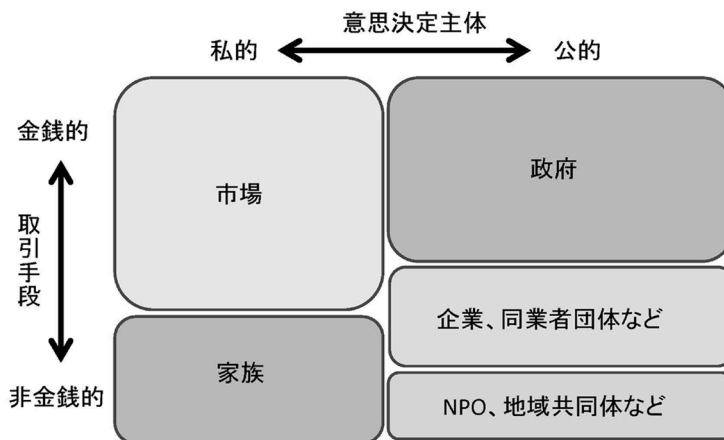 意思決定主体
私的
公的
金銭的
取引手段
非金銭的
市場
政府
企業、同業者団体など
家族
NPO、地域共同体など